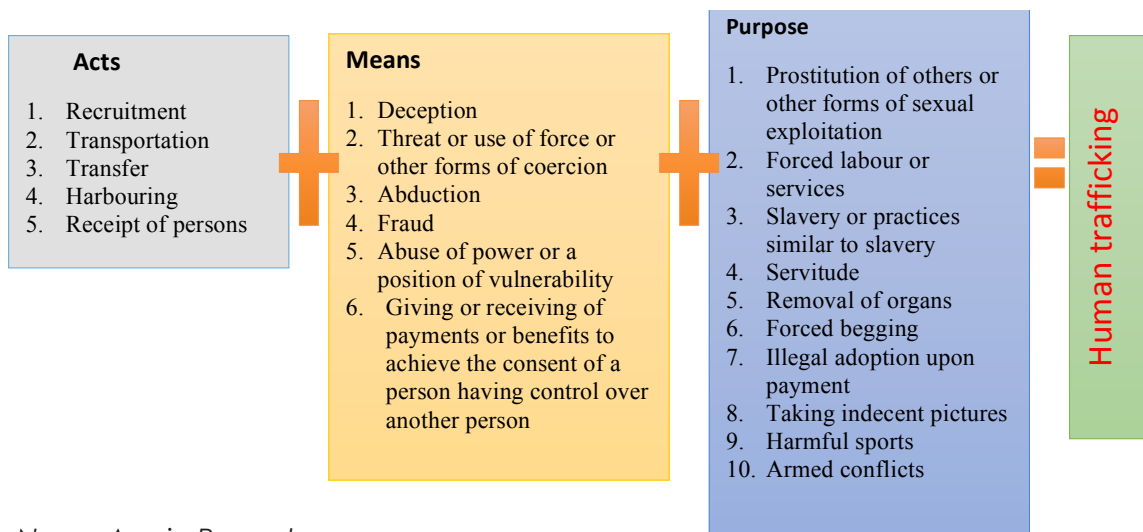 Acts
1. Recruitment
2. Transportation
3. Transfer
4. Harbouring
5. Receipt of persons
Means
1. Deception
2. Threat or use of force or
other forms of coercion
3. Abduction
4. Fraud
5. Abuse of power or a
position of vulnerability
6. Giving or receiving of
payments or benefits to
achieve the consent of a
person having control over
another person
Purpose
1. Prostitution of others or
other forms of sexual
exploitation
2. Forced labour or
services
3. Slavery or practices
similar to slavery
4. Servitude
5. Removal of organs
6. Forced begging
7. Illegal adoption upon
payment
8. Taking indecent pictures
9. Harmful sports
10. Armed conflicts
Human trafficking